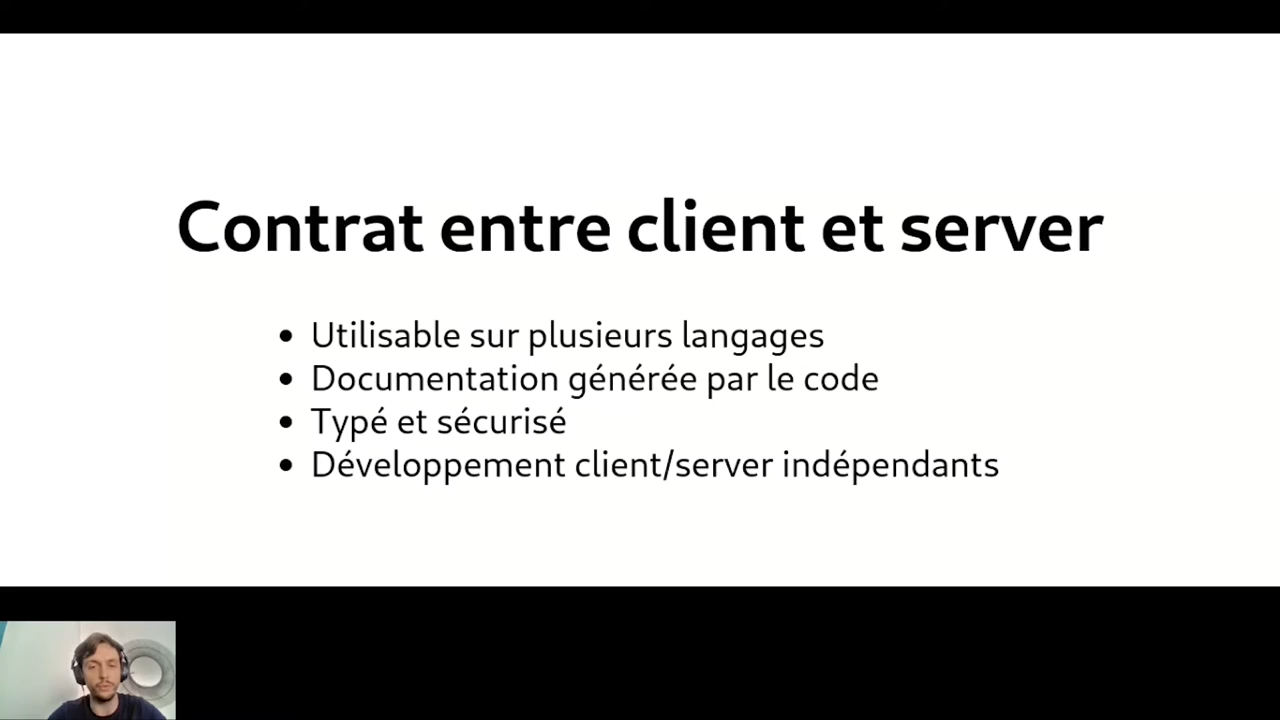 Contrat entre client et server
• Utilisable sur plusieurs langages
• Documentation générée par le code
• Typé et sécurisé
• Développement client/server indépendants